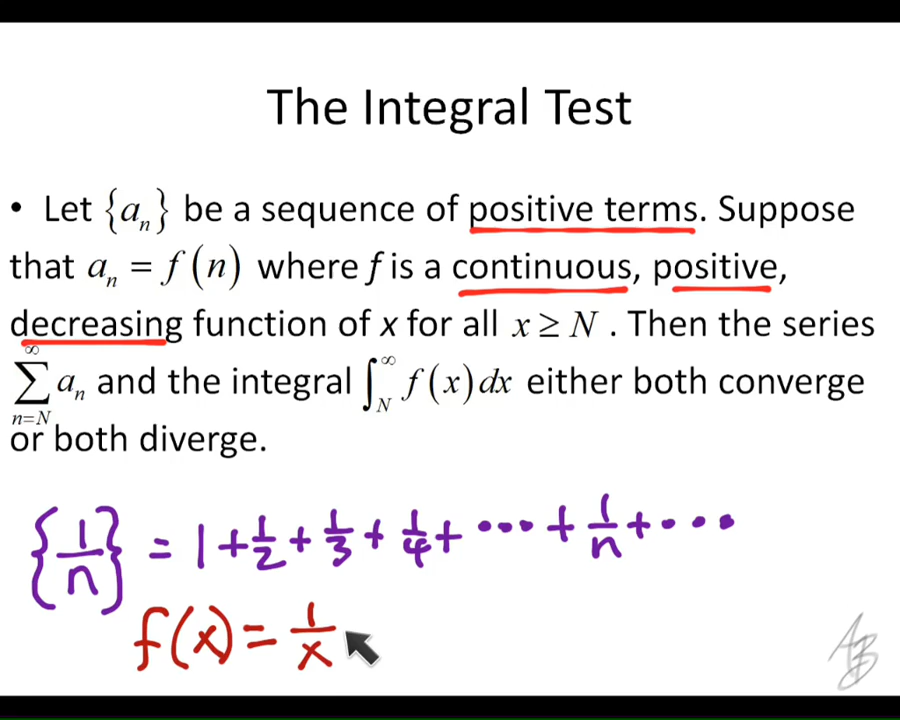 The Integral Test
• Let {aₙ} be a sequence of positive terms. Suppose
that aₙ = f(n) where f is a continuous, positive,
decreasing function of x for all x ≥ N . Then the series
∑_{n=N}^{∞} aₙ and the integral ∫_N^∞ f(x)dx either both converge
or both diverge.
{1/n} = 1 + 1/2 + 1/3 + 1/4 + ··· + 1/n + ···
f(x) = 1/x